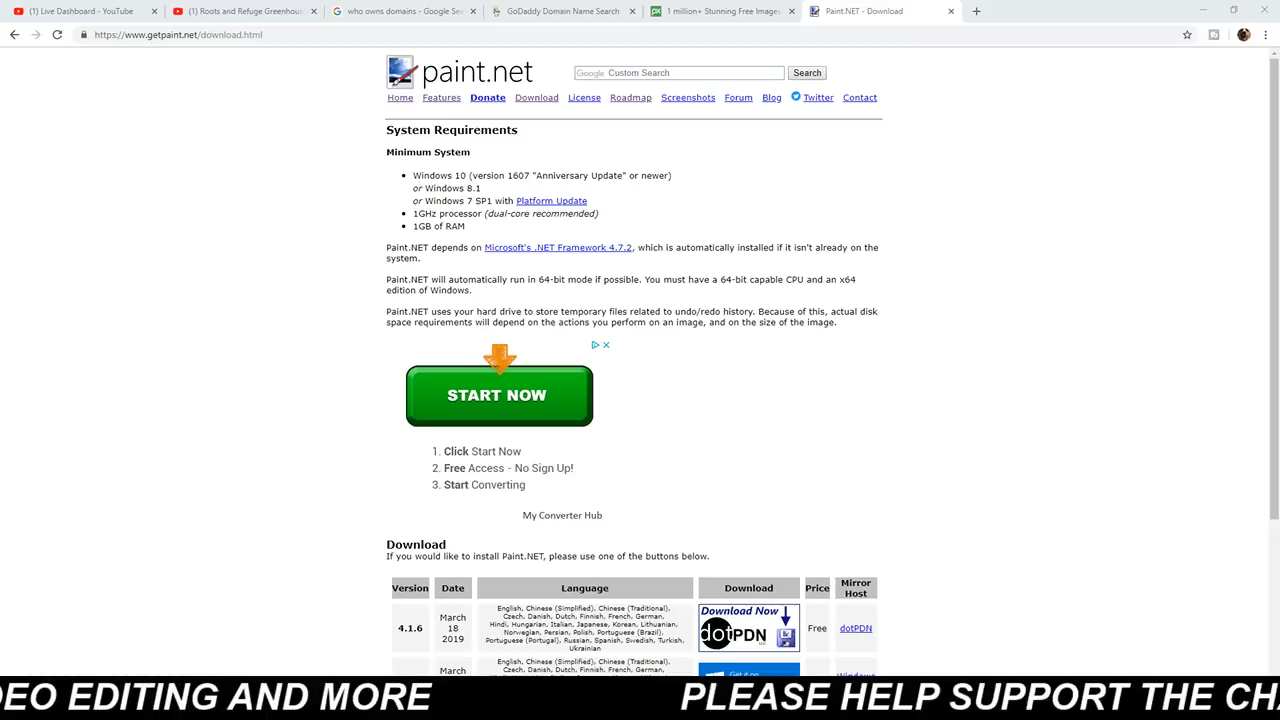 (1) Live Dashboard - YouTube
(1) Roots and Refuge Greenhous
who owns domains - Google Sea
GoDaddy Domain Name Search
1 million+ Stunning Free Images
Paint.NET - Download
https://www.getpaint.net/download.html
paint.net
Google Custom Search
Search
Home Features Donate Download License Roadmap Screenshots Forum Blog Twitter Contact
System Requirements
Minimum System
• Windows 10 (version 1607 "Anniversary Update" or newer)
or Windows 8.1
or Windows 7 SP1 with Platform Update
• 1GHz processor (dual-core recommended)
• 1GB of RAM
Paint.NET depends on Microsoft's .NET Framework 4.7.2, which is automatically installed if it isn't already on the
system.
Paint.NET will automatically run in 64-bit mode if possible. You must have a 64-bit capable CPU and an x64
edition of Windows.
Paint.NET uses your hard drive to store temporary files related to undo/redo history. Because of this, actual disk
space requirements will depend on the actions you perform on an image, and on the size of the image.
START NOW
1. Click Start Now
2. Free Access - No Sign Up!
3. Start Converting
My Converter Hub
Download
If you would like to install Paint.NET, please use one of the buttons below.
Version Date Language Download Price Mirror
Host
4.1.6
March
18
2019
English, Chinese (Simplified), Chinese (Traditional),
Czech, Danish, Dutch, Finnish, French, German,
Hindi, Hungarian, Italian, Japanese, Korean, Lithuanian,
Norwegian, Persian, Polish, Portuguese (Brazil),
Portuguese (Portugal), Russian, Spanish, Swedish, Turkish,
Ukrainian
Download Now
dotPDN
LLC
Free
dotPDN
March
English, Chinese (Simplified), Chinese (Traditional),
Czech, Danish, Dutch, Finnish, French, German,
Get it on
Windows
DEO EDITING AND MORE
PLEASE HELP SUPPORT THE CHA